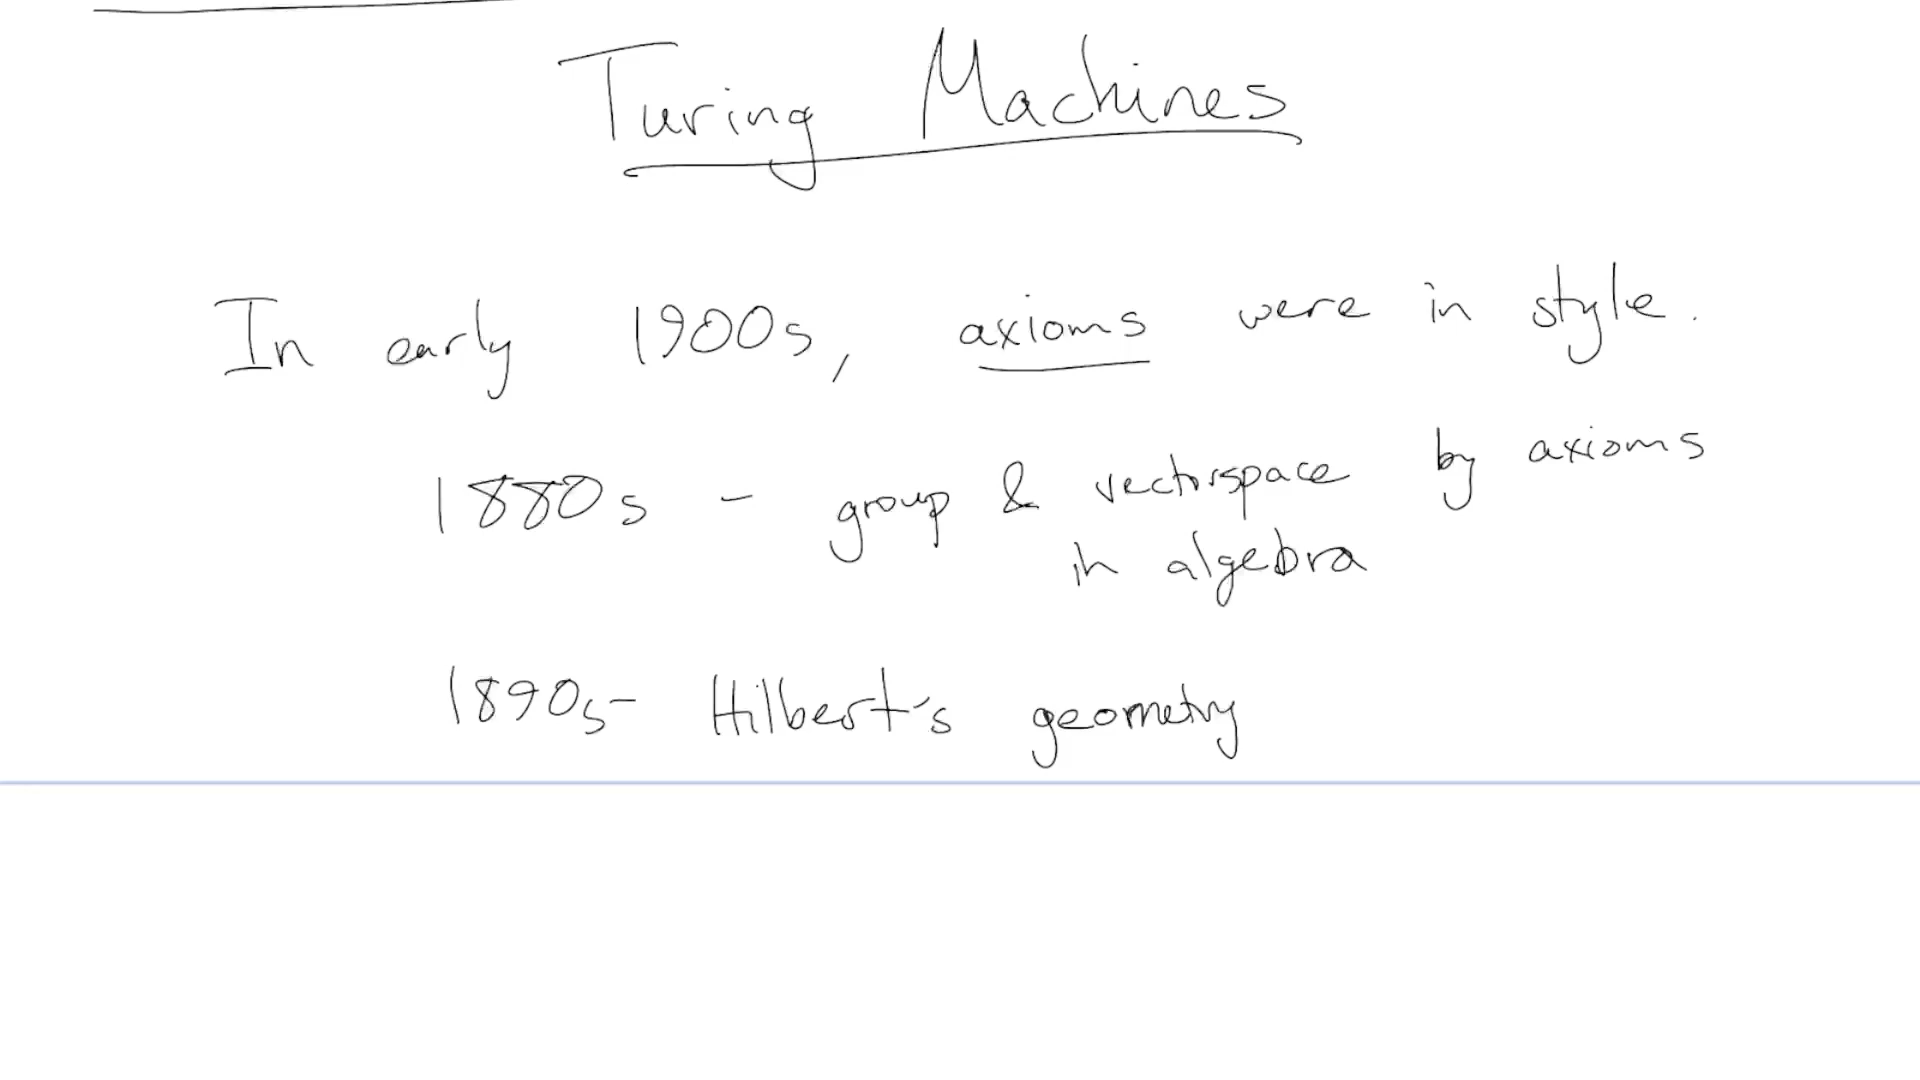 Turing Machines
In early 1900s, axioms were in style.
1880s - group & vectorspace by axioms
in algebra
1890s- Hilbert's geometry